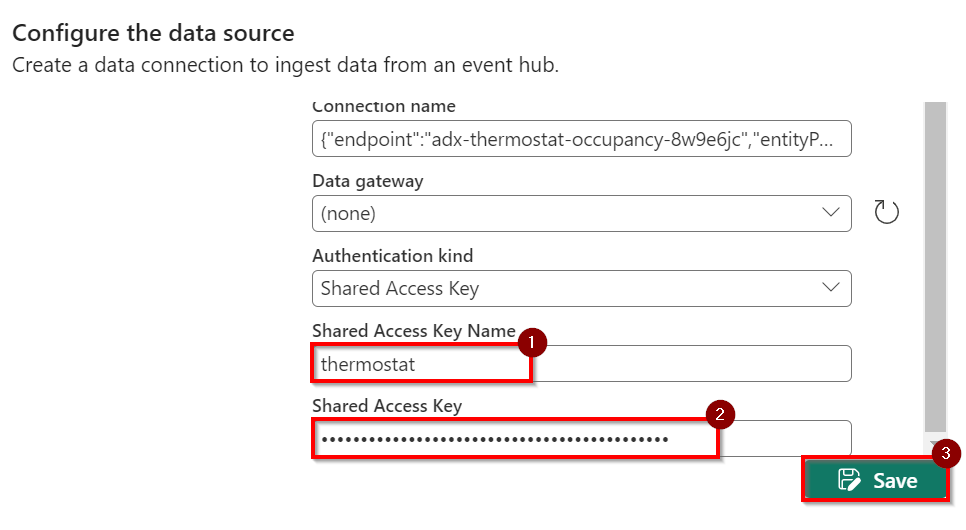 Configure the data source
Create a data connection to ingest data from an event hub.
Connection name
{"endpoint":"adx-thermostat-occupancy-8w9e6jc","entityP...
Data gateway
(none)
Authentication kind
Shared Access Key
Shared Access Key Name
1
thermostat
Shared Access Key
2
••••••••••••••••••••••••••••••••••••••••••••
3
Save